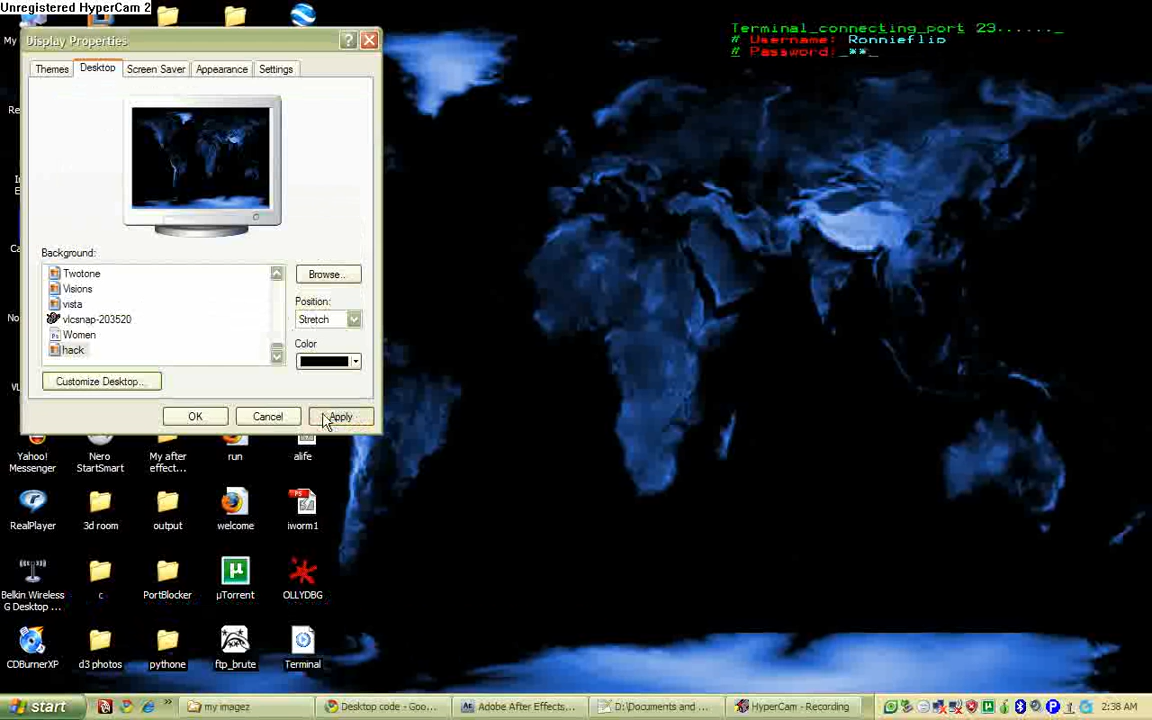 Unregistered HyperCam 2
Terminal_connecting_port 23......_
# Username: Ronnieflip
# Password:_**_
My
Display Properties
Themes
Desktop
Screen Saver
Appearance
Settings
Background:
Twotone
Visions
vista
vlcsnap-203520
Women
hack
Browse...
Position:
Stretch
Color
Customize Desktop...
OK
Cancel
Apply
Yahoo!
Messenger
Nero
StartSmart
My after
effect...
run
alife
RealPlayer
3d room
output
welcome
iworm1
Belkin Wireless
G Desktop ...
c
PortBlocker
µTorrent
OLLYDBG
CDBurnerXP
d3 photos
pythone
ftp_brute
Terminal
start
my imagez
Desktop code - Goo...
Adobe After Effects...
D:\Documents and ...
HyperCam - Recording
2:38 AM